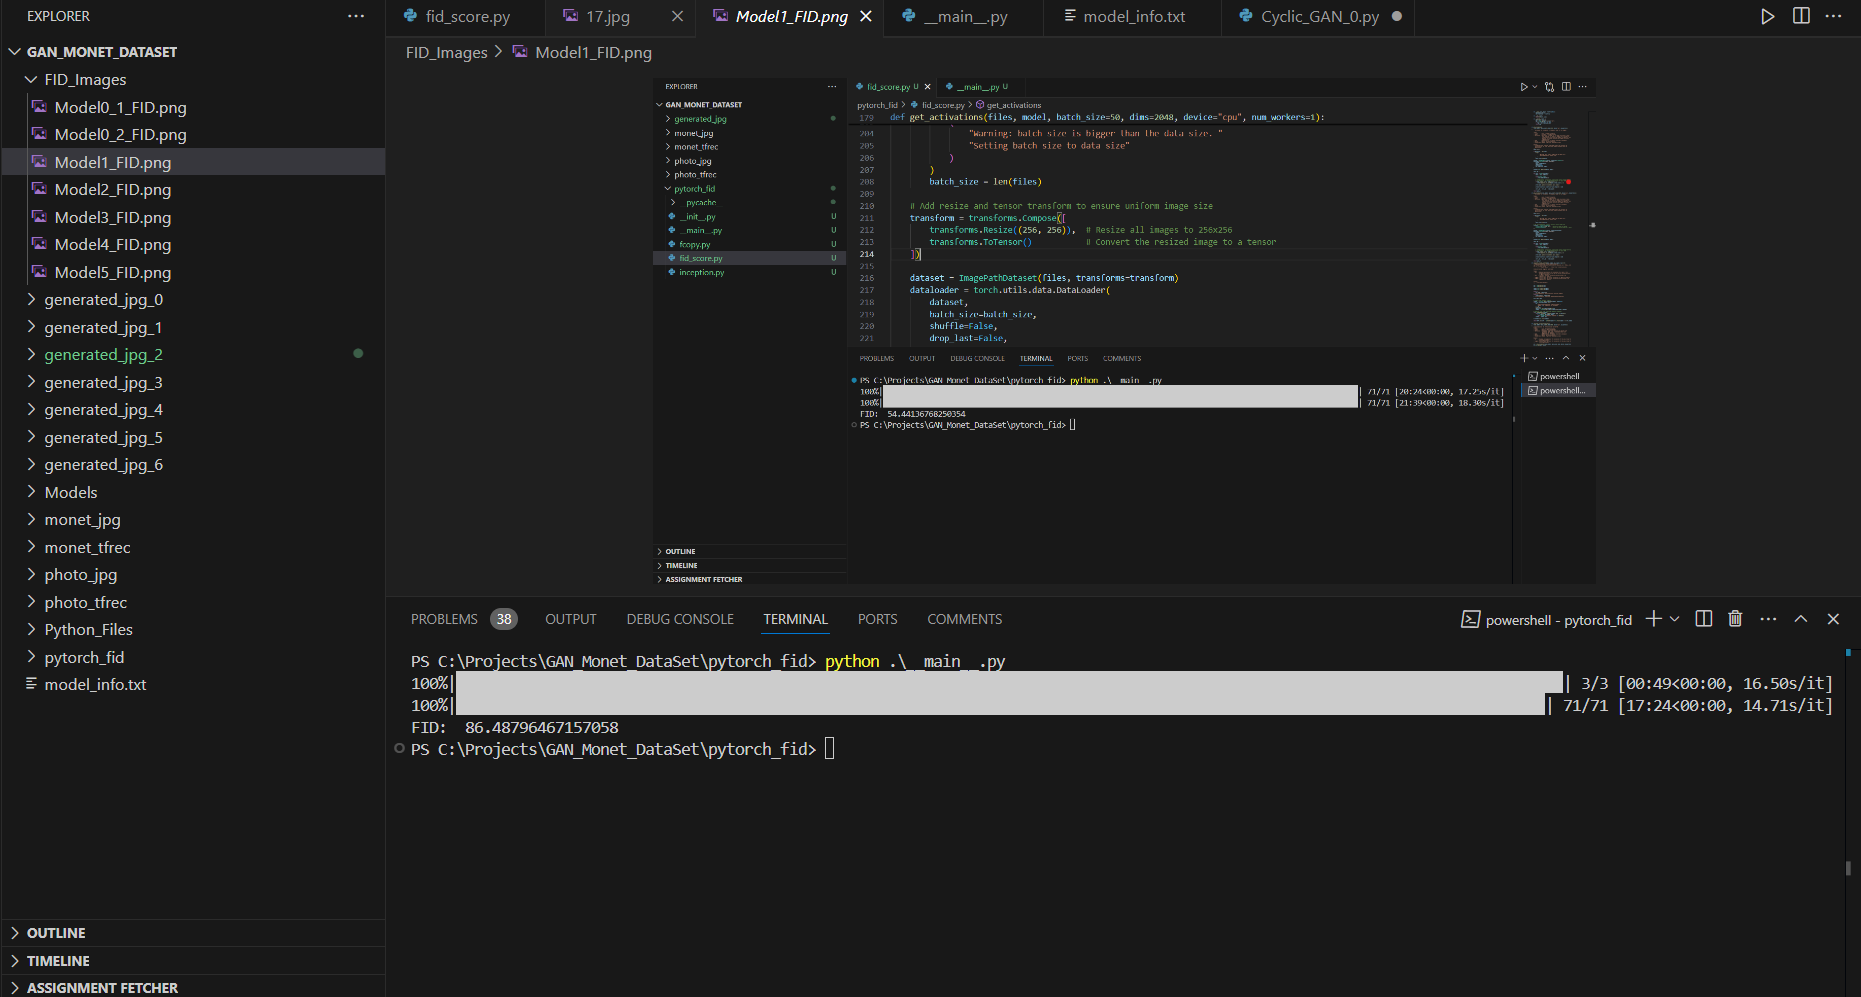 EXPLORER
GAN_MONET_DATASET
FID_Images
Model0_1_FID.png
Model0_2_FID.png
Model1_FID.png
Model2_FID.png
Model3_FID.png
Model4_FID.png
Model5_FID.png
generated_jpg_0
generated_jpg_1
generated_jpg_2
generated_jpg_3
generated_jpg_4
generated_jpg_5
generated_jpg_6
Models
monet_jpg
monet_tfrec
photo_jpg
photo_tfrec
Python_Files
pytorch_fid
model_info.txt
OUTLINE
TIMELINE
ASSIGNMENT FETCHER
fid_score.py 17.jpg Model1_FID.png __main__.py model_info.txt Cyclic_GAN_0.py
FID_Images > Model1_FID.png
EXPLORER
GAN_MONET_DATASET
generated_jpg
monet_jpg
monet_tfrec
photo_jpg
photo_tfrec
pytorch_fid
__pycache__
__init__.py U
__main__.py U
fcopy.py U
fid_score.py U
inception.py U
OUTLINE
TIMELINE
ASSIGNMENT FETCHER
fid_score.py U __main__.py U
pytorch_fid > fid_score.py > get_activations
179 def get_activations(files, model, batch_size=50, dims=2048, device="cpu", num_workers=1):
204 "Warning: batch size is bigger than the data size. "
205 "Setting batch size to data size"
206 )
207 )
208 batch_size = len(files)
209
210 # Add resize and tensor transform to ensure uniform image size
211 transform = transforms.Compose([
212 transforms.Resize((256, 256)), # Resize all images to 256x256
213 transforms.ToTensor() # Convert the resized image to a tensor
214 ])
215
216 dataset = ImagePathDataset(files, transforms=transform)
217 dataloader = torch.utils.data.DataLoader(
218 dataset,
219 batch_size=batch_size,
220 shuffle=False,
221 drop_last=False,
PROBLEMS OUTPUT DEBUG CONSOLE TERMINAL PORTS COMMENTS
PS C:\Projects\GAN_Monet_DataSet\pytorch_fid> python .\__main__.py
100%| | 71/71 [20:24<00:00, 17.25s/it]
100%| | 71/71 [21:39<00:00, 18.30s/it]
FID: 54.44136768250354
PS C:\Projects\GAN_Monet_DataSet\pytorch_fid>
powershell
powershell...
PROBLEMS 38 OUTPUT DEBUG CONSOLE TERMINAL PORTS COMMENTS
powershell - pytorch_fid
PS C:\Projects\GAN_Monet_DataSet\pytorch_fid> python .\__main__.py
100%| | 3/3 [00:49<00:00, 16.50s/it]
100%| | 71/71 [17:24<00:00, 14.71s/it]
FID: 86.48796467157058
PS C:\Projects\GAN_Monet_DataSet\pytorch_fid>